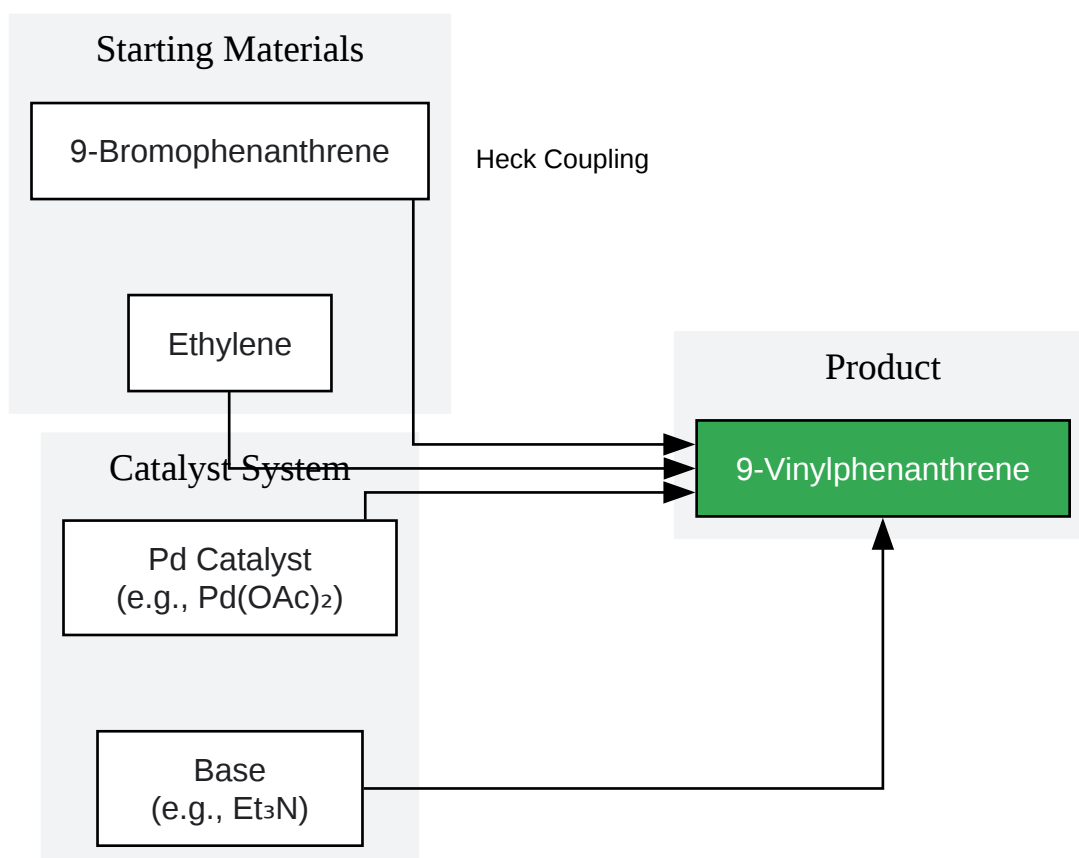 Starting Materials
9-Bromophenanthrene
Heck Coupling
Ethylene
Product
Catalyst System
9-Vinylphenanthrene
Pd Catalyst
(e.g., Pd(OAc)₂)
Base
(e.g., Et₃N)